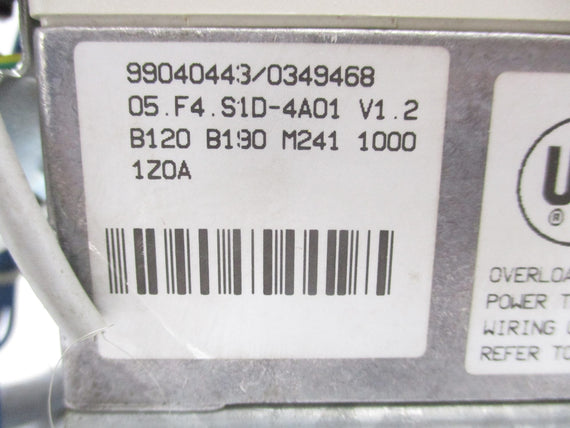 99040443/0349468
05.F4.S1D-4A01 V1.2
B120 B190 M241 1000
1Z0A
U
®
OVERLOA
POWER T
WIRING
REFER TO